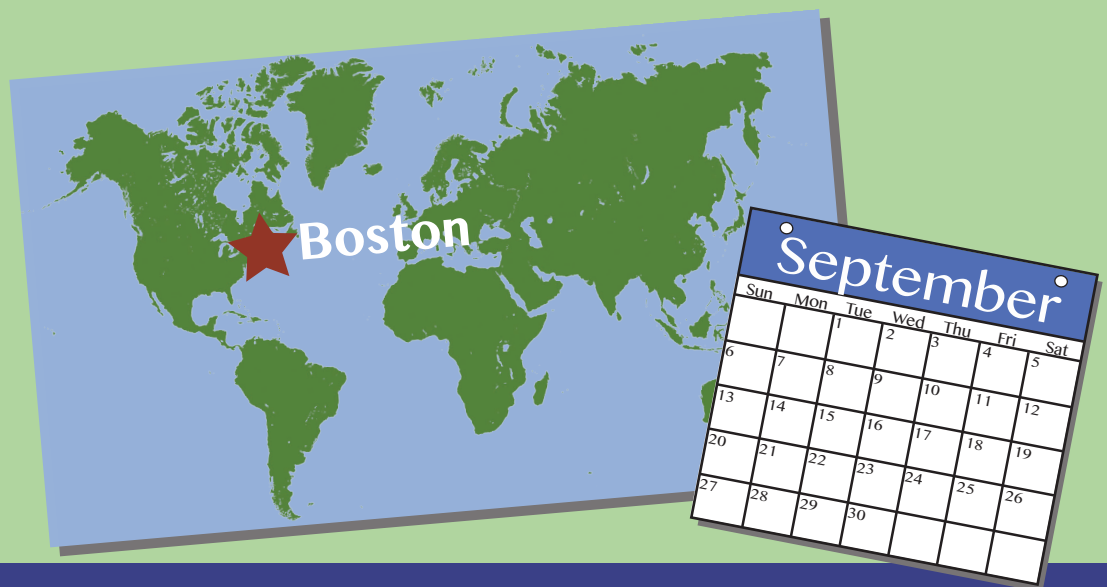 Boston
September
Sun Mon Tue Wed Thu Fri Sat
1 2 3 4 5
6 7 8 9 10 11 12
13 14 15 16 17 18 19
20 21 22 23 24 25 26
27 28 29 30